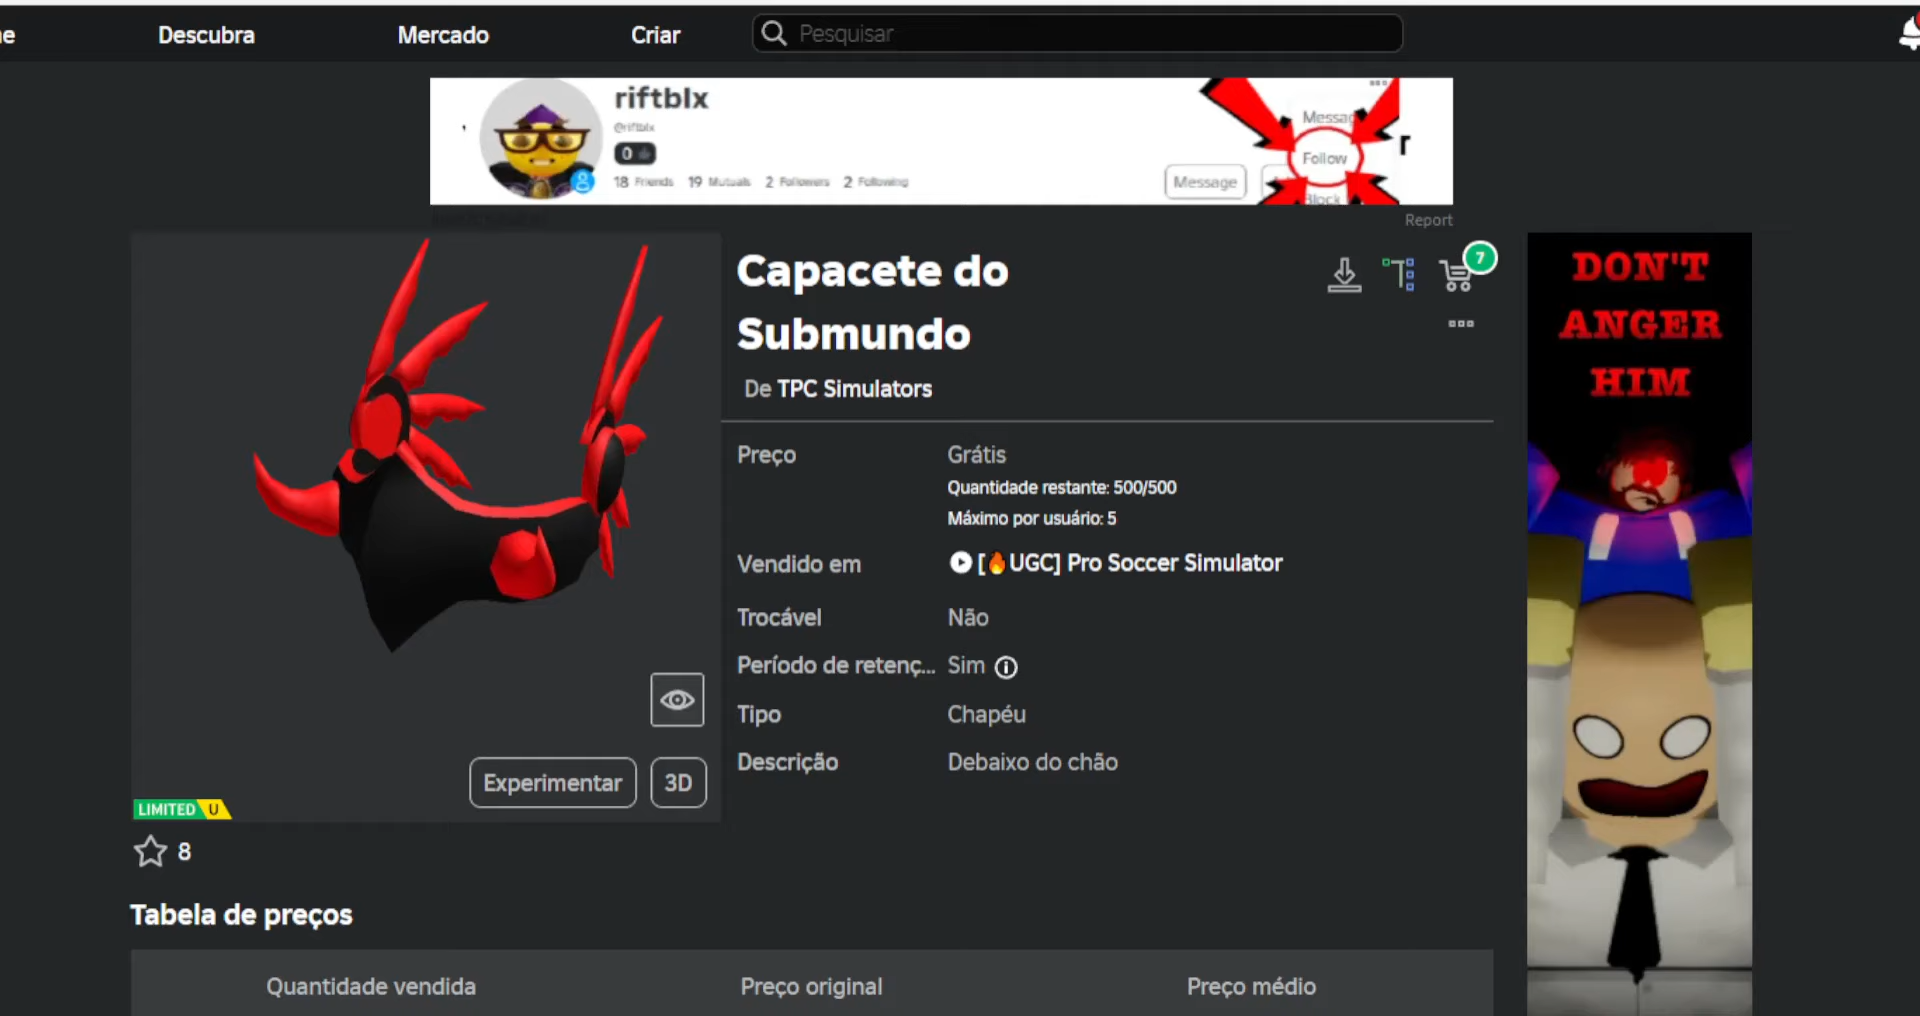 Descubra
Mercado
Criar
Pesquisar
riftblx
@riftblx
0
18 Friends 19 Mutuals 2 Followers 2 Following
Message
Follow
Block
Message
Report
Capacete do
Submundo
7
De TPC Simulators
Preço Grátis
Quantidade restante: 500/500
Máximo por usuário: 5
Vendido em [🔥UGC] Pro Soccer Simulator
Trocável Não
Período de retenç... Sim
Tipo Chapéu
Descrição Debaixo do chão
Experimentar
3D
LIMITED U
8
Tabela de preços
Quantidade vendida Preço original Preço médio
DON'T
ANGER
HIM